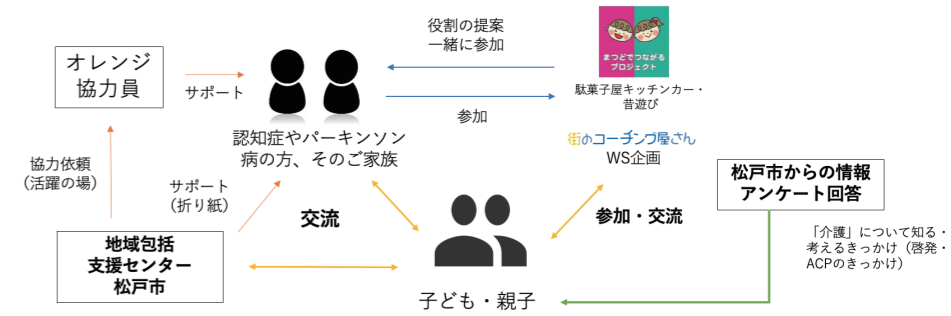 オレンジ
協力員
サポート
役割の提案
一緒に参加
参加
まつどでつながる
プロジェクト
駄菓子屋キッチンカー・
昔遊び
認知症やパーキンソン
病の方、そのご家族
街のコーチング屋さん
WS企画
協力依頼
（活躍の場）
サポート
（折り紙）
交流
参加・交流
松戸市からの情報
アンケート回答
地域包括
支援センター
松戸市
「介護」について知る・
考えるきっかけ（啓発・
ACPのきっかけ）
子ども・親子